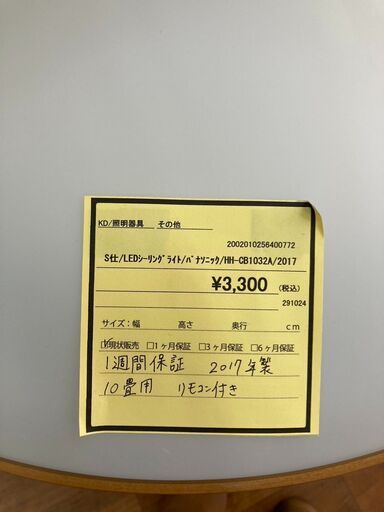 KD/照明器具 その他
2002010256400772
S仕/LEDｼｰﾘﾝｸﾞﾗｲﾄ/ﾊﾟﾅｿﾆｯｸ/HH-CB1032A/2017
¥3,300 (税込)
291024
サイズ:幅 高さ 奥行 cm
☑現状販売 □1ヶ月保証 □3ヶ月保証 □6ヶ月保証
1週間保証 2017年製
10畳用 リモコン付き